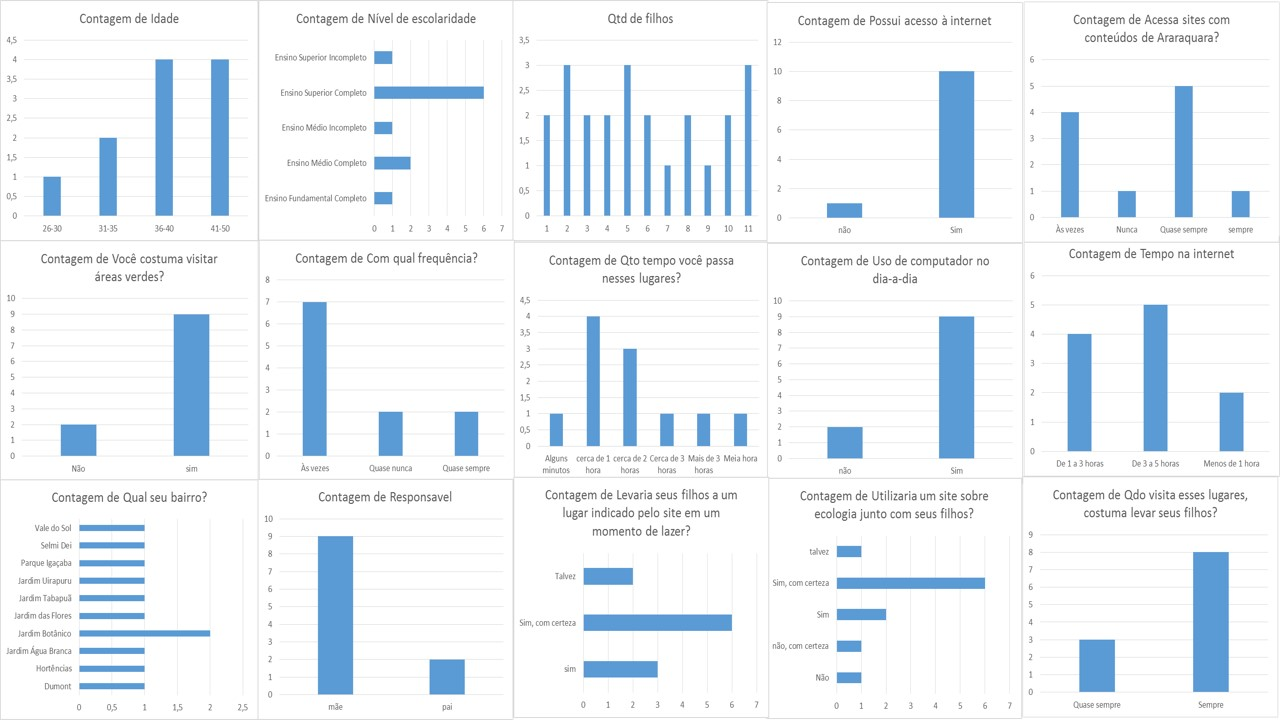 Contagem de Idade
4,5
4
3,5
3
2,5
2
1,5
1
0,5
0
26-30 31-35 36-40 41-50
Contagem de Nível de escolaridade
Ensino Superior Incompleto
Ensino Superior Completo
Ensino Médio Incompleto
Ensino Médio Completo
Ensino Fundamental Completo
0 1 2 3 4 5 6 7
Qtd de filhos
3,5
3
2,5
2
1,5
1
0,5
0
1 2 3 4 5 6 7 8 9 10 11
Contagem de Possui acesso à internet
12
10
8
6
4
2
0
não Sim
Contagem de Acessa sites com
conteúdos de Araraquara?
6
5
4
3
2
1
0
Às vezes Nunca Quase sempre sempre
Contagem de Você costuma visitar
áreas verdes?
10
9
8
7
6
5
4
3
2
1
0
Não sim
Contagem de Com qual frequência?
8
7
6
5
4
3
2
1
0
Às vezes Quase nunca Quase sempre
Contagem de Qto tempo você passa
nesses lugares?
4,5
4
3,5
3
2,5
2
1,5
1
0,5
0
Alguns cerca de 1 cerca de 2 Cerca de 3 Mais de 3 Meia hora
minutos hora horas horas horas
Contagem de Uso de computador no
dia-a-dia
10
9
8
7
6
5
4
3
2
1
0
não Sim
Contagem de Tempo na internet
6
5
4
3
2
1
0
De 1 a 3 horas De 3 a 5 horas Menos de 1 hora
Contagem de Qual seu bairro?
Vale do Sol
Selmi Dei
Parque Igaçaba
Jardim Uirapuru
Jardim Tabapuã
Jardim das Flores
Jardim Botânico
Jardim Água Branca
Hortências
Dumont
0 0,5 1 1,5 2 2,5
Contagem de Responsavel
10
9
8
7
6
5
4
3
2
1
0
mãe pai
Contagem de Levaria seus filhos a um
lugar indicado pelo site em um
momento de lazer?
Talvez
Sim, com certeza
sim
0 1 2 3 4 5 6 7
Contagem de Utilizaria um site sobre
ecologia junto com seus filhos?
talvez
Sim, com certeza
Sim
não, com certeza
Não
0 1 2 3 4 5 6 7
Contagem de Qdo visita esses lugares,
costuma levar seus filhos?
9
8
7
6
5
4
3
2
1
0
Quase sempre Sempre